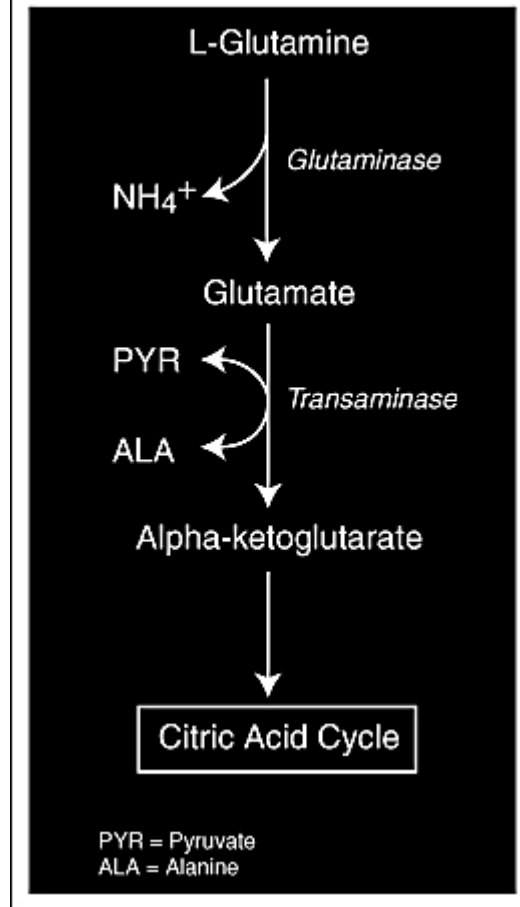 L-Glutamine
Glutaminase
NH4+
Glutamate
PYR
Transaminase
ALA
Alpha-ketoglutarate
Citric Acid Cycle
PYR = Pyruvate
ALA = Alanine